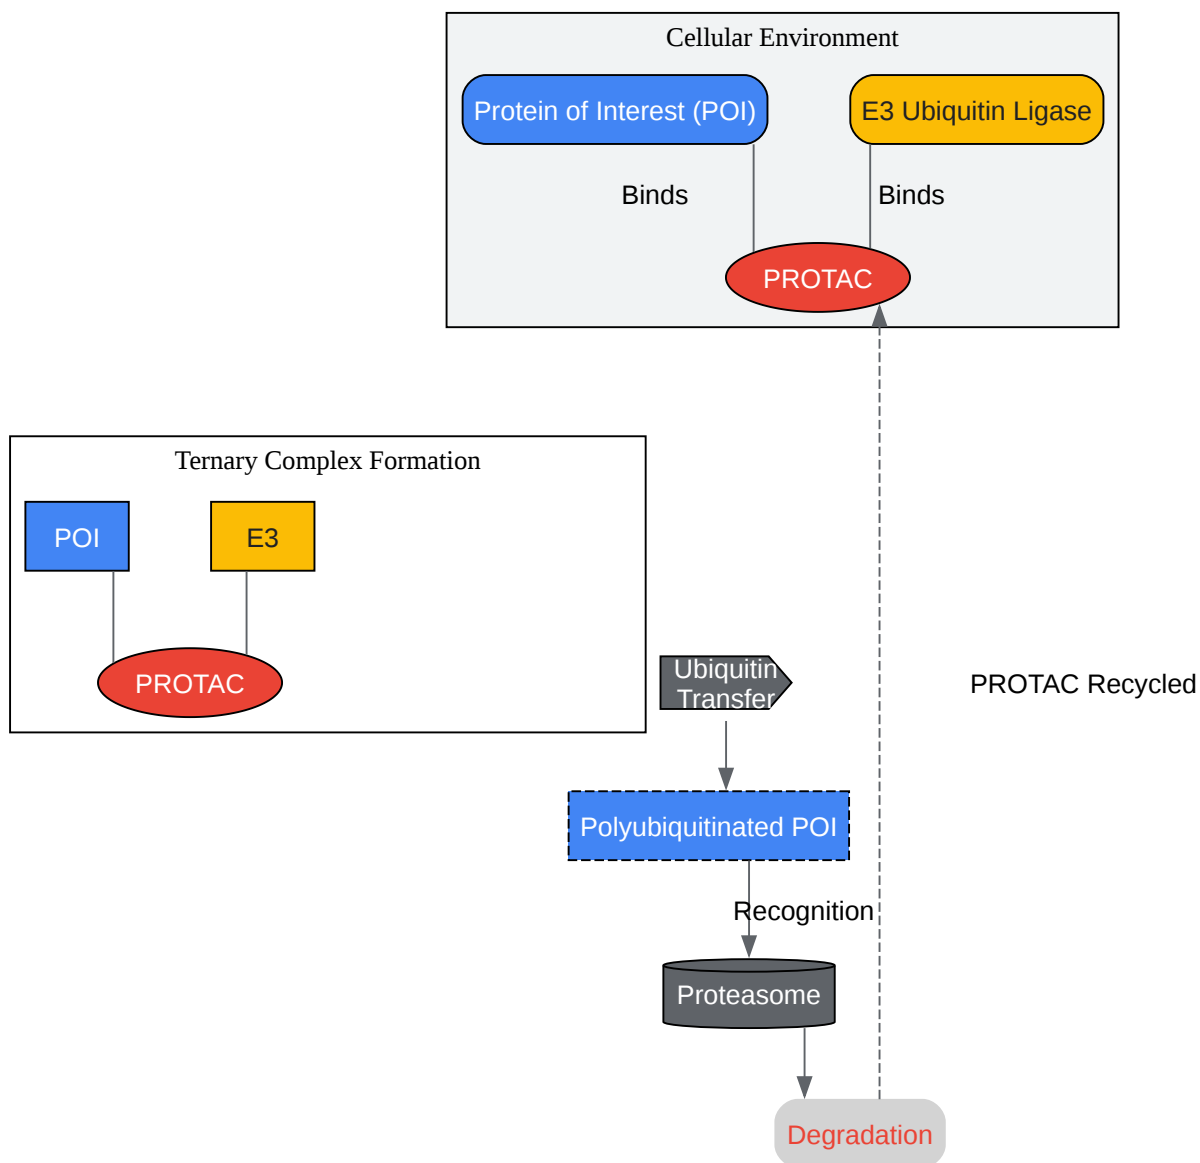 Cellular Environment
Protein of Interest (POI)
E3 Ubiquitin Ligase
Binds
Binds
PROTAC
Ternary Complex Formation
POI
E3
PROTAC
Ubiquitin
Transfer
PROTAC Recycled
Polyubiquitinated POI
Recognition
Proteasome
Degradation